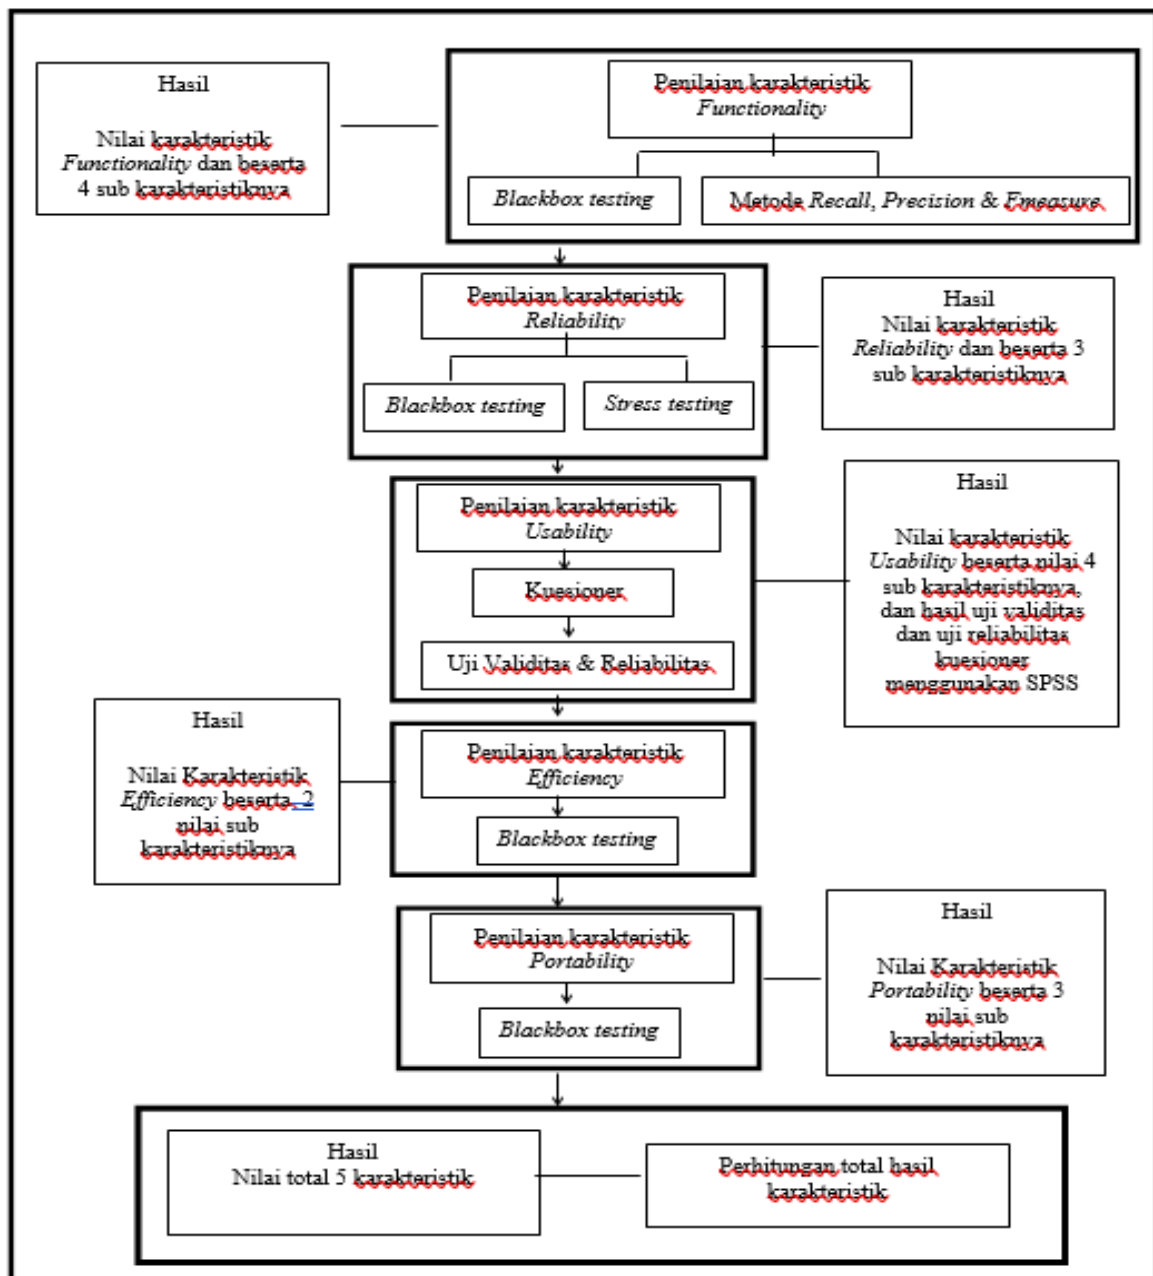 Hasil
Nilai karakteristik
Functionality dan beserta
4 sub karakteristiknya
Penilaian karakteristik
Functionality
Blackbox testing
Metode Recall, Precision & Fmeasure
Penilaian karakteristik
Reliability
Blackbox testing
Stress testing
Hasil
Nilai karakteristik
Reliability dan beserta 3
sub karakteristiknya
Penilaian karakteristik
Usability
Kuesioner
Uji Validitas & Reliabilitas
Hasil
Nilai karakteristik
Usability beserta nilai 4
sub karakteristiknya,
dan hasil uji validitas
dan uji reliabilitas
kuesioner
menggunakan SPSS
Hasil
Nilai Karakteristik
Efficiency beserta 2
nilai sub
karakteristiknya
Penilaian karakteristik
Efficiency
Blackbox testing
Penilaian karakteristik
Portability
Blackbox testing
Hasil
Nilai Karakteristik
Portability beserta 3
nilai sub
karakteristiknya
Hasil
Nilai total 5 karakteristik
Perhitungan total hasil
karakteristik